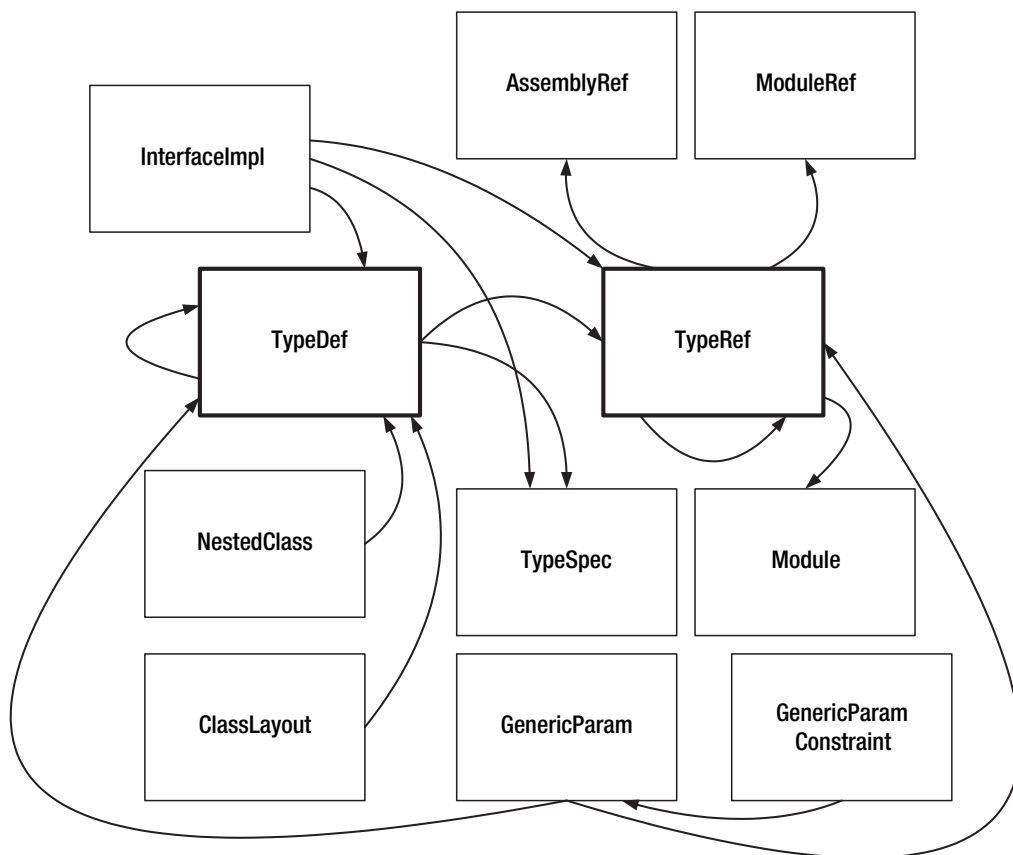 AssemblyRef
ModuleRef
InterfaceImpl
TypeDef
TypeRef
NestedClass
TypeSpec
Module
ClassLayout
GenericParam
GenericParam
Constraint